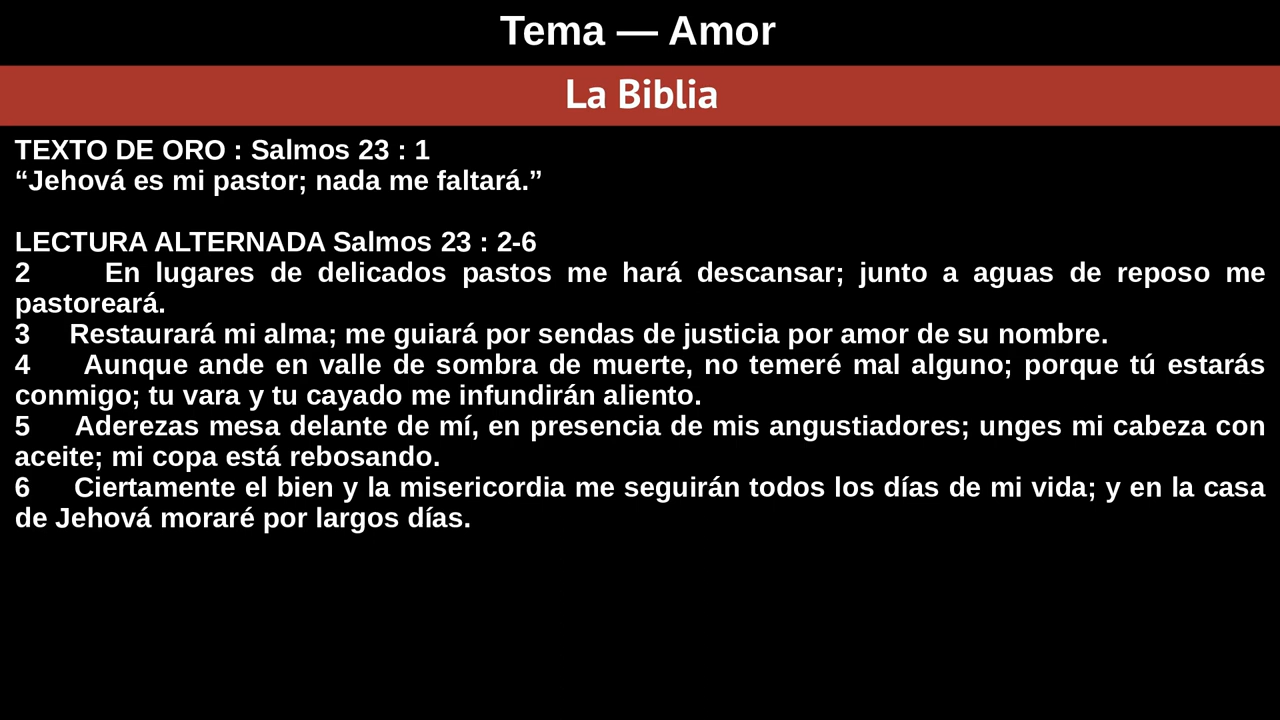 Tema — Amor
La Biblia
TEXTO DE ORO : Salmos 23 : 1
“Jehová es mi pastor; nada me faltará.”
LECTURA ALTERNADA Salmos 23 : 2-6
2 En lugares de delicados pastos me hará descansar; junto a aguas de reposo me
pastoreará.
3 Restaurará mi alma; me guiará por sendas de justicia por amor de su nombre.
4 Aunque ande en valle de sombra de muerte, no temeré mal alguno; porque tú estarás
conmigo; tu vara y tu cayado me infundirán aliento.
5 Aderezas mesa delante de mí, en presencia de mis angustiadores; unges mi cabeza con
aceite; mi copa está rebosando.
6 Ciertamente el bien y la misericordia me seguirán todos los días de mi vida; y en la casa
de Jehová moraré por largos días.